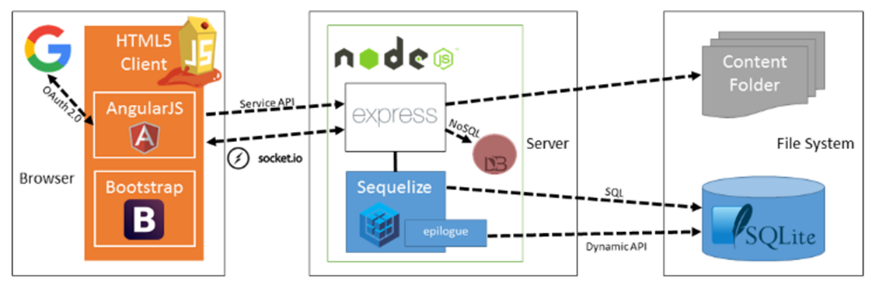 HTML5
Client
JS
OAuth 2.0
AngularJS
A
Browser
Bootstrap
B
Service API
socket.io
node
JS
express
NoSQL
DB
Server
Sequelize
epilogue
SQL
Dynamic API
Content
Folder
File System
SQLite